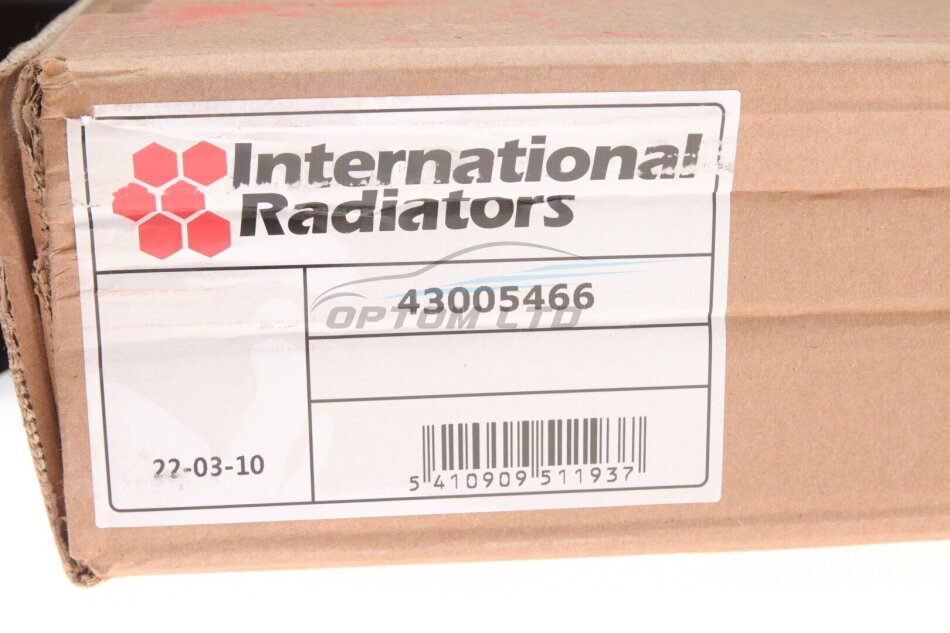 International
Radiators
43005466
OPTOM LTD
22-03-10
5 410909 511937